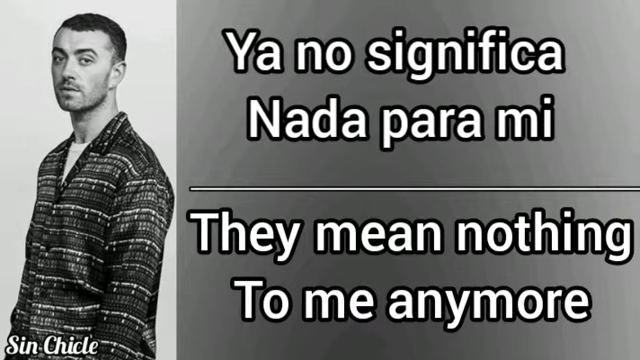 Ya no significa
Nada para mi
They mean nothing
To me anymore
Sin Chicle